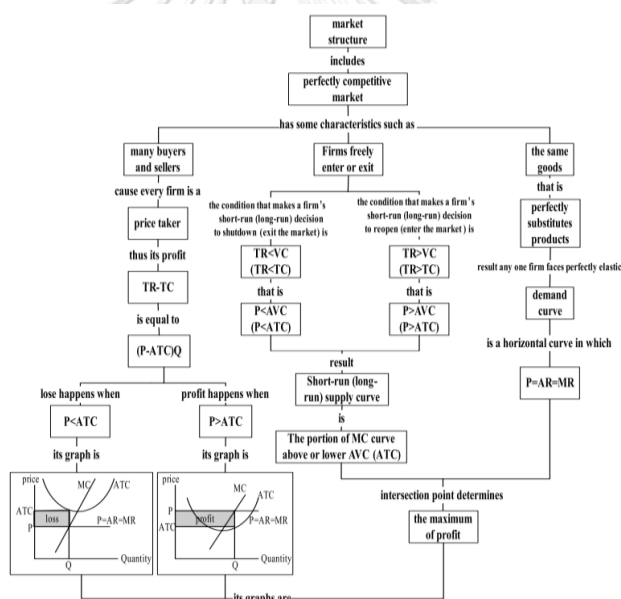 market
structure
includes
perfectly competitive
market
has some characteristics such as
many buyers
and sellers
Firms freely
enter or exit
the same
goods
cause every firm is a
price taker
thus its profit
TR-TC
is equal to
(P-ATC)Q
the condition that makes a firm's
short-run (long-run) decision
to shutdown (exit the market) is
TR<VC
(TR<TC)
that is
P<AVC
(P<ATC)
the condition that makes a firm's
short-run (long-run) decision
to reopen (enter the market ) is
TR>VC
(TR>TC)
that is
P>AVC
(P>ATC)
that is
perfectly
substitutes
products
result any one firm faces perfectly elastic
demand
curve
is a horizontal curve in which
P=AR=MR
result
Short-run (long-
run) supply curve
is
The portion of MC curve
above or lower AVC (ATC)
lose happens when
P<ATC
its graph is
profit happens when
P>ATC
its graph is
price
MC
ATC
ATC
loss
P
P=AR=MR
Quantity
Q
price
MC
ATC
P
profit
P=AR=MR
ATC
Quantity
Q
intersection point determines
the maximum
of profit
its graphs are